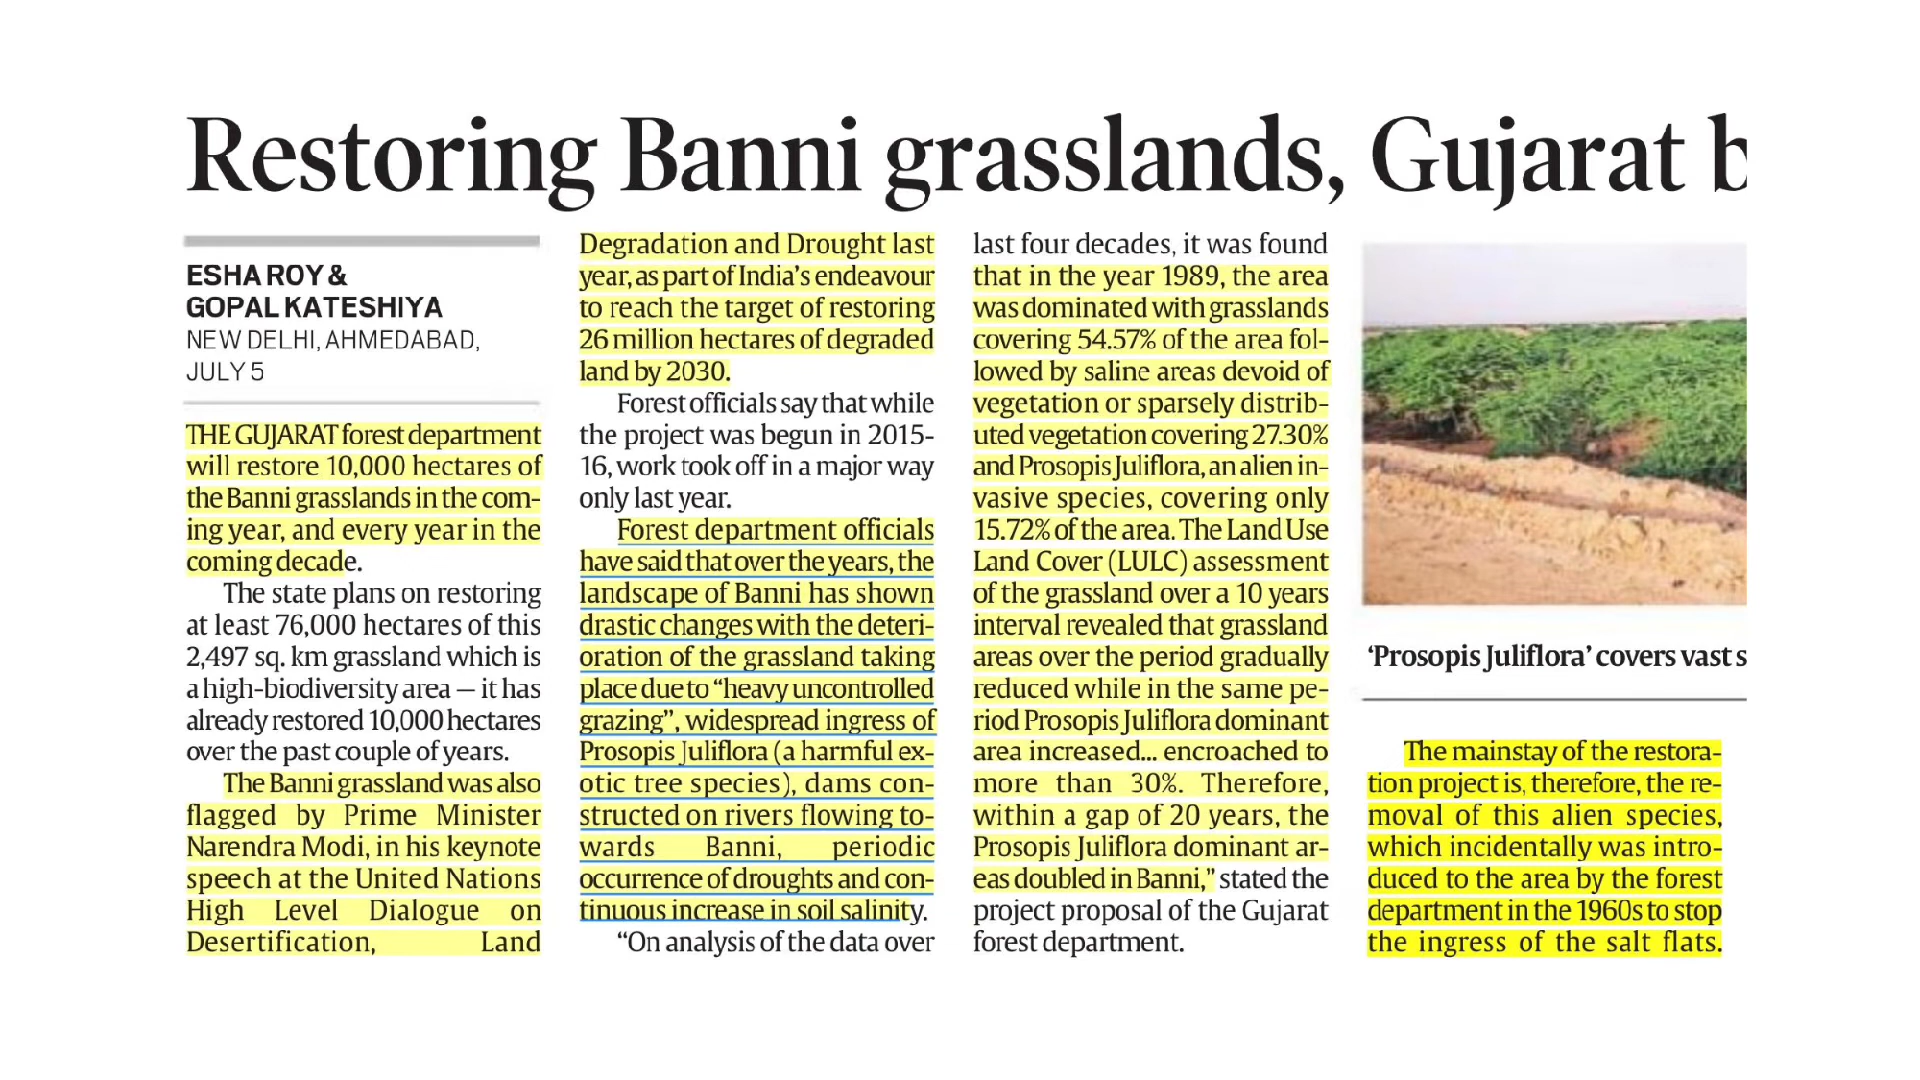 Restoring Banni grasslands, Gujarat b
ESHA ROY &
GOPAL KATESHIYA
NEW DELHI, AHMEDABAD,
JULY 5
THE GUJARAT forest department
will restore 10,000 hectares of
the Banni grasslands in the com-
ing year, and every year in the
coming decade.
The state plans on restoring
at least 76,000 hectares of this
2,497 sq. km grassland which is
a high-biodiversity area — it has
already restored 10,000 hectares
over the past couple of years.
The Banni grassland was also
flagged by Prime Minister
Narendra Modi, in his keynote
speech at the United Nations
High Level Dialogue on
Desertification, Land
Degradation and Drought last
year, as part of India's endeavour
to reach the target of restoring
26 million hectares of degraded
land by 2030.
Forest officials say that while
the project was begun in 2015-
16, work took off in a major way
only last year.
Forest department officials
have said that over the years, the
landscape of Banni has shown
drastic changes with the deteri-
oration of the grassland taking
place due to “heavy uncontrolled
grazing”, widespread ingress of
Prosopis Juliflora (a harmful ex-
otic tree species), dams con-
structed on rivers flowing to-
wards Banni, periodic
occurrence of droughts and con-
tinuous increase in soil salinity.
“On analysis of the data over
last four decades, it was found
that in the year 1989, the area
was dominated with grasslands
covering 54.57% of the area fol-
lowed by saline areas devoid of
vegetation or sparsely distrib-
uted vegetation covering 27.30%
and Prosopis Juliflora, an alien in-
vasive species, covering only
15.72% of the area. The Land Use
Land Cover (LULC) assessment
of the grassland over a 10 years
interval revealed that grassland
areas over the period gradually
reduced while in the same pe-
riod Prosopis Juliflora dominant
area increased... encroached to
more than 30%. Therefore,
within a gap of 20 years, the
Prosopis Juliflora dominant ar-
eas doubled in Banni,” stated the
project proposal of the Gujarat
forest department.
‘Prosopis Juliflora’ covers vast s
The mainstay of the restora-
tion project is, therefore, the re-
moval of this alien species,
which incidentally was intro-
duced to the area by the forest
department in the 1960s to stop
the ingress of the salt flats.